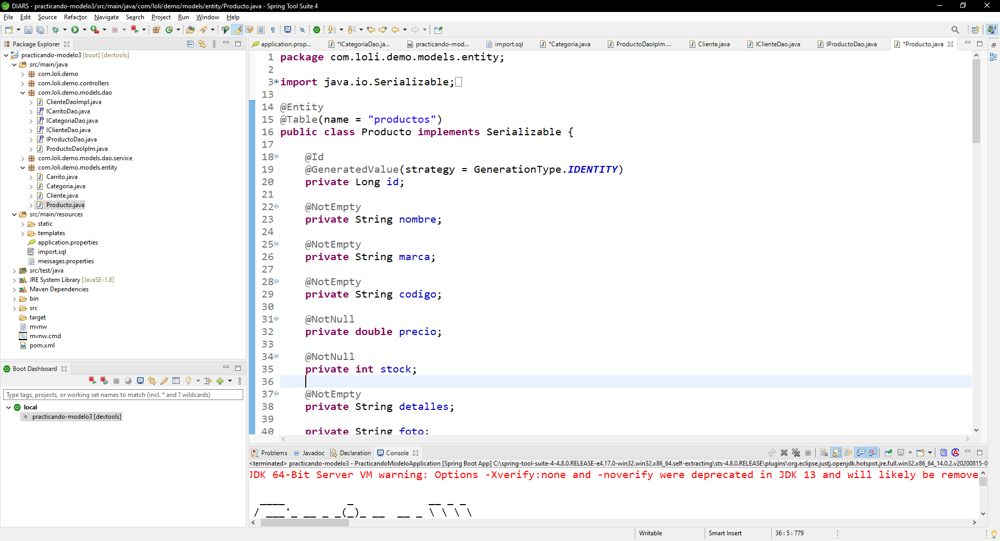 DIARS - practicando-modelo3/src/main/java/com/loli/demo/models/entity/Producto.java - Spring Tool Suite 4
File Edit Source Refactor Navigate Search Project Run Window Help
Package Explorer
practicando-modelo3 [boot] [devtools]
src/main/java
com.loli.demo
com.loli.demo.controllers
com.loli.demo.models.dao
ClienteDaoImpl.java
ICarritoDao.java
ICategoriaDao.java
IClienteDao.java
IProductoDao.java
ProductoDaoIplm.java
com.loli.demo.models.dao.service
com.loli.demo.models.entity
Carrito.java
Categoria.java
Cliente.java
Producto.java
src/main/resources
static
templates
application.properties
import.sql
messages.properties
src/test/java
JRE System Library [JavaSE-1.8]
Maven Dependencies
bin
src
target
mvnw
mvnw.cmd
pom.xml
Boot Dashboard
Type tags, projects, or working set names to match (incl. * and ? wildcards)
local
practicando-modelo3 [devtools]
application.prop... *ICategoriaDao.ja... practicando-mod... import.sql *Categoria.java ProductoDaoIplm.... Cliente.java IClienteDao.java IProductoDao.java *Producto.java
1 package com.loli.demo.models.entity;
2
3 import java.io.Serializable;
13
14 @Entity
15 @Table(name = "productos")
16 public class Producto implements Serializable {
17
18 @Id
19 @GeneratedValue(strategy = GenerationType.IDENTITY)
20 private Long id;
21
22 @NotEmpty
23 private String nombre;
24
25 @NotEmpty
26 private String marca;
27
28 @NotEmpty
29 private String codigo;
30
31 @NotNull
32 private double precio;
33
34 @NotNull
35 private int stock;
36
37 @NotEmpty
38 private String detalles;
39
40 private String foto;
Problems @ Javadoc Declaration Console
<terminated> practicando-modelo3 - PracticandoModeloApplication [Spring Boot App] C:\spring-tool-suite-4-4.8.0.RELEASE-e4.17.0-win32.win32.x86_64.self-extracting\sts-4.8.0.RELEASE\plugins\org.eclipse.justj.openjdk.hotspot.jre.full.win32.x86_64_14.0.2.v20200815-0
JDK 64-Bit Server VM warning: Options -Xverify:none and -noverify were deprecated in JDK 13 and will likely be remove
  ____          _            __ _ _
 / ___'_ __ _ _(_)_ __  __ _ \ \ \ \
Writable Smart Insert 36 : 5 : 779